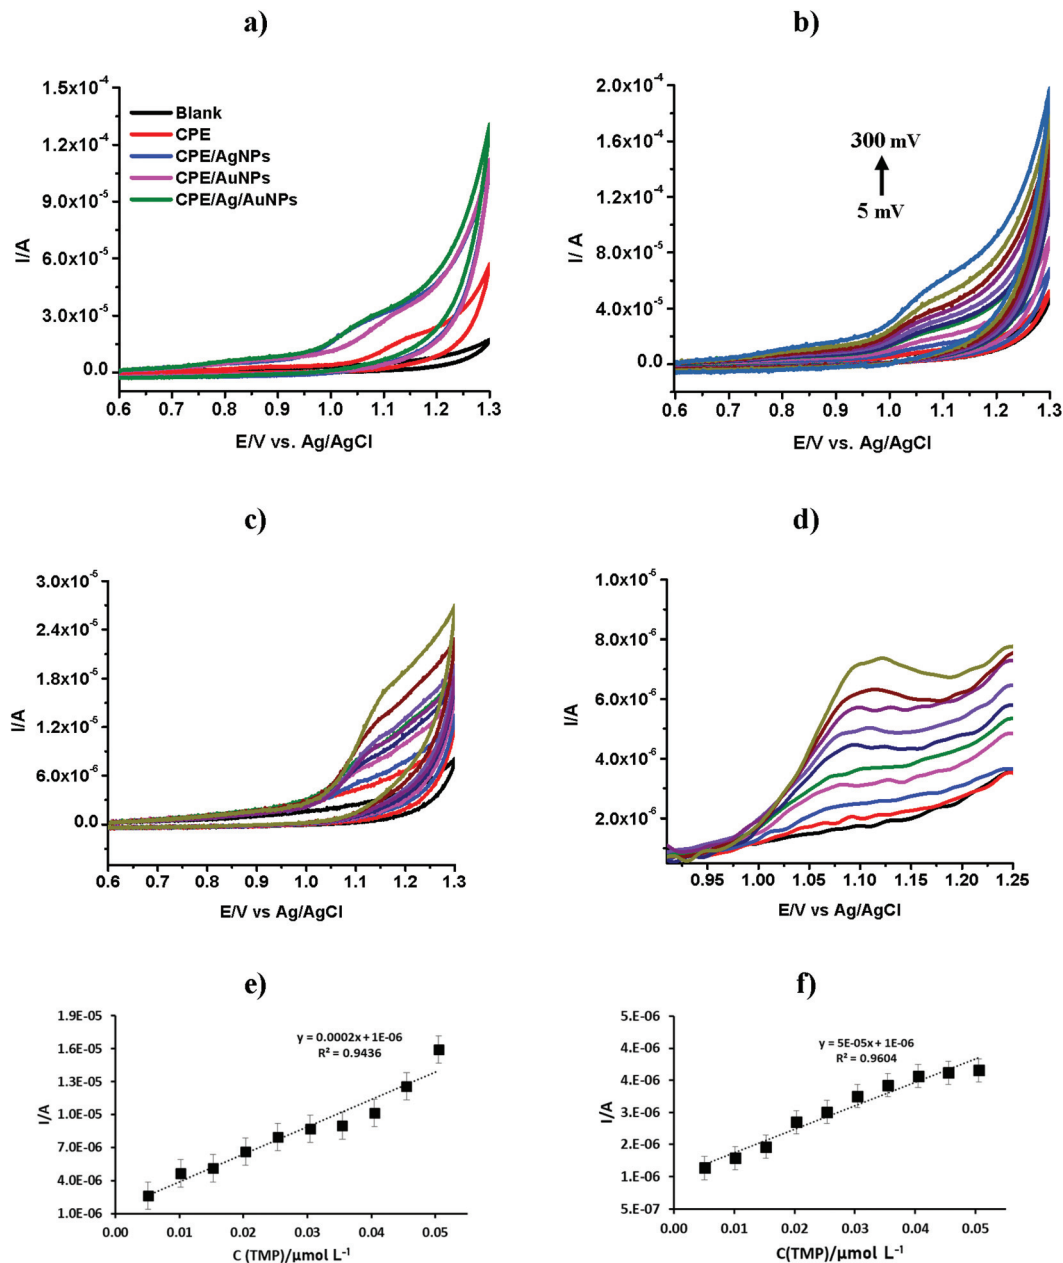 a)
1.5x10⁻⁴
1.2x10⁻⁴
9.0x10⁻⁵
6.0x10⁻⁵
3.0x10⁻⁵
0.0
I/A
Blank
CPE
CPE/AgNPs
CPE/AuNPs
CPE/Ag/AuNPs
0.6 0.7 0.8 0.9 1.0 1.1 1.2 1.3
E/V vs. Ag/AgCl
b)
2.0x10⁻⁴
1.6x10⁻⁴
1.2x10⁻⁴
8.0x10⁻⁵
4.0x10⁻⁵
0.0
I/ A
300 mV
5 mV
0.6 0.7 0.8 0.9 1.0 1.1 1.2 1.3
E/V vs. Ag/AgCl
c)
3.0x10⁻⁵
2.4x10⁻⁵
1.8x10⁻⁵
1.2x10⁻⁵
6.0x10⁻⁶
0.0
I/A
0.6 0.7 0.8 0.9 1.0 1.1 1.2 1.3
E/V vs Ag/AgCl
d)
1.0x10⁻⁵
8.0x10⁻⁶
6.0x10⁻⁶
4.0x10⁻⁶
2.0x10⁻⁶
I/A
0.95 1.00 1.05 1.10 1.15 1.20 1.25
E/V vs Ag/AgCl
e)
1.9E-05
1.6E-05
1.3E-05
1.0E-05
7.0E-06
4.0E-06
1.0E-06
I/A
y = 0.0002x + 1E-06
R² = 0.9436
0.00 0.01 0.02 0.03 0.04 0.05
C (TMP)/µmol L⁻¹
f)
5.E-06
4.E-06
4.E-06
3.E-06
2.E-06
1.E-06
5.E-07
I/A
y = 5E-05x + 1E-06
R² = 0.9604
0.00 0.01 0.02 0.03 0.04 0.05
C(TMP)/µmol L⁻¹